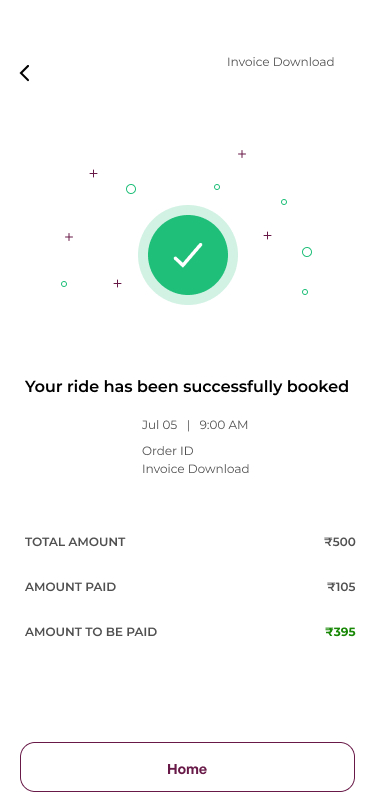 Invoice Download
Your ride has been successfully booked
Jul 05 | 9:00 AM
Order ID
Invoice Download
TOTAL AMOUNT ₹500
AMOUNT PAID ₹105
AMOUNT TO BE PAID ₹395
Home